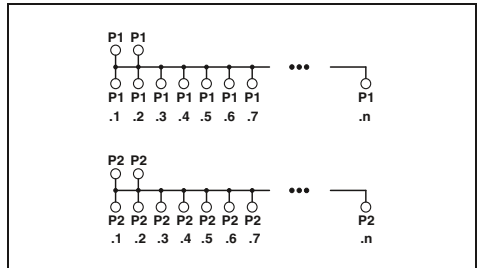 P1 P1
•••
P1 P1 P1 P1 P1 P1 P1 P1
.1 .2 .3 .4 .5 .6 .7 .n
P2 P2
•••
P2 P2 P2 P2 P2 P2 P2 P2
.1 .2 .3 .4 .5 .6 .7 .n